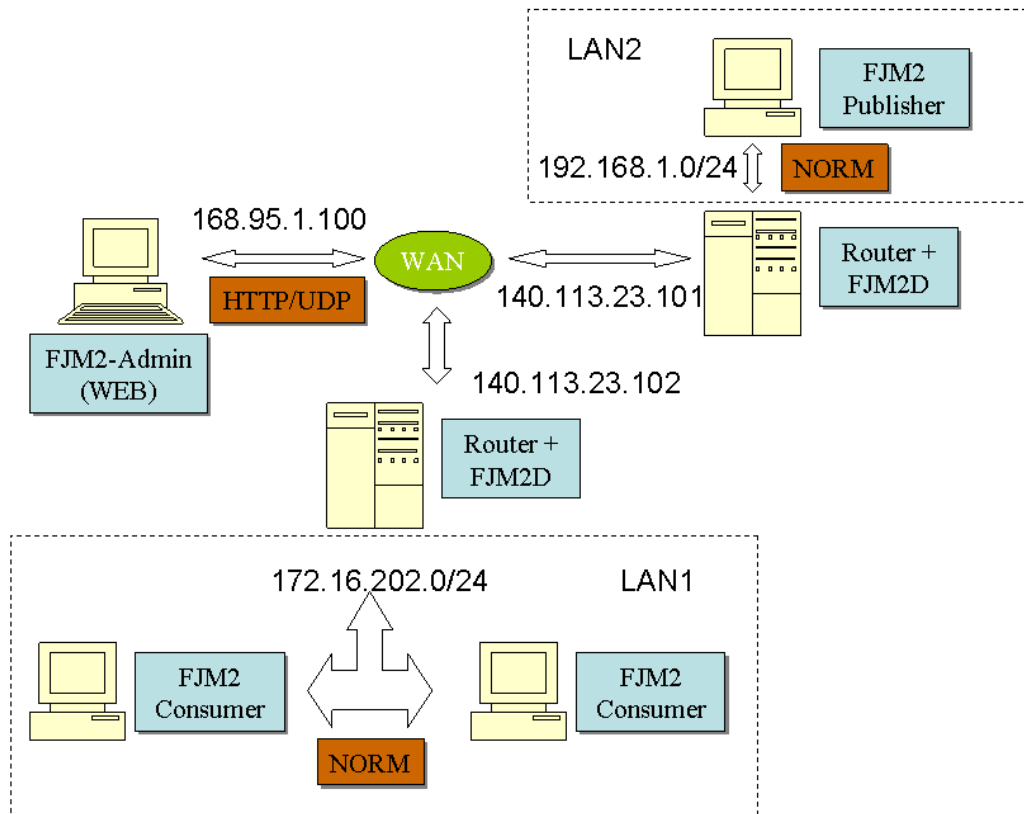 LAN2
FJM2
Publisher
192.168.1.0/24
NORM
168.95.1.100
WAN
HTTP/UDP
140.113.23.101
Router +
FJM2D
FJM2-Admin
(WEB)
140.113.23.102
Router +
FJM2D
172.16.202.0/24
LAN1
FJM2
Consumer
FJM2
Consumer
NORM